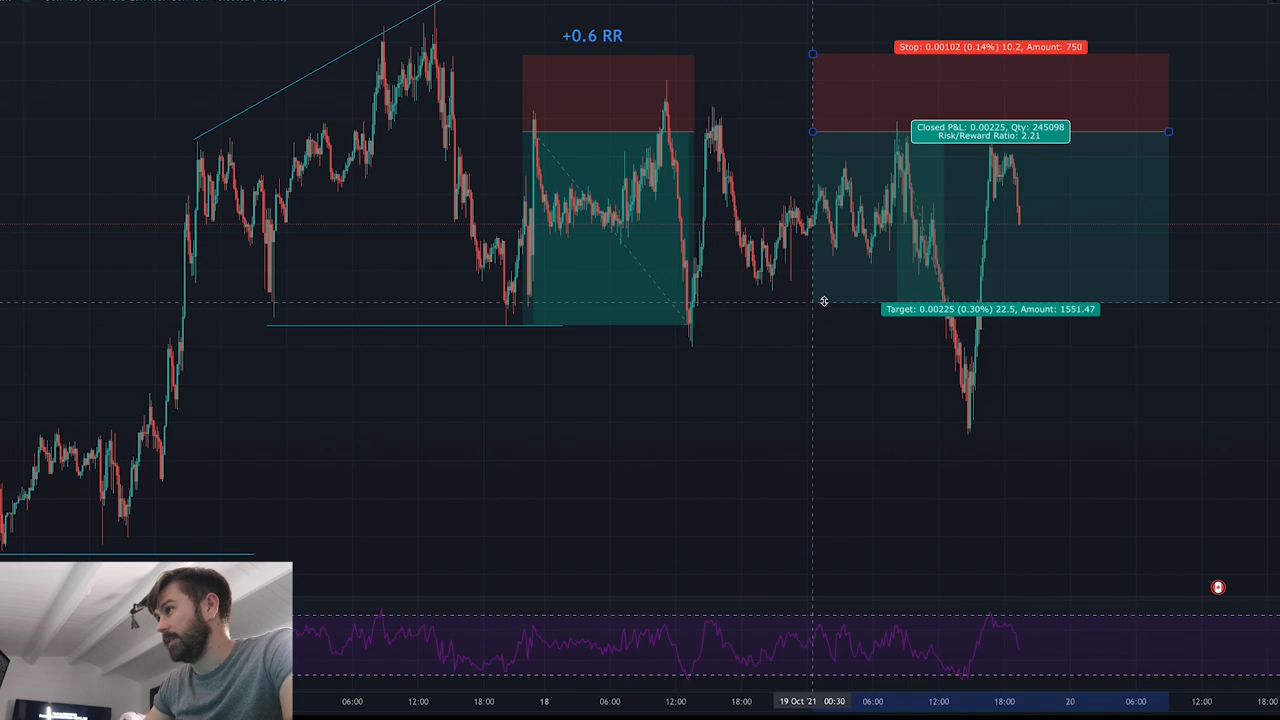 +0.6 RR
Stop: 0.00102 (0.14%) 10.2, Amount: 750
Closed P&L: 0.00225, Qty: 245098
Risk/Reward Ratio: 2.21
Target: 0.00225 (0.30%) 22.5, Amount: 1551.47
06:00 12:00 18:00 18 06:00 12:00 18:00 19 Oct '21 00:30 06:00 12:00 20 06:00 12:00 18:00